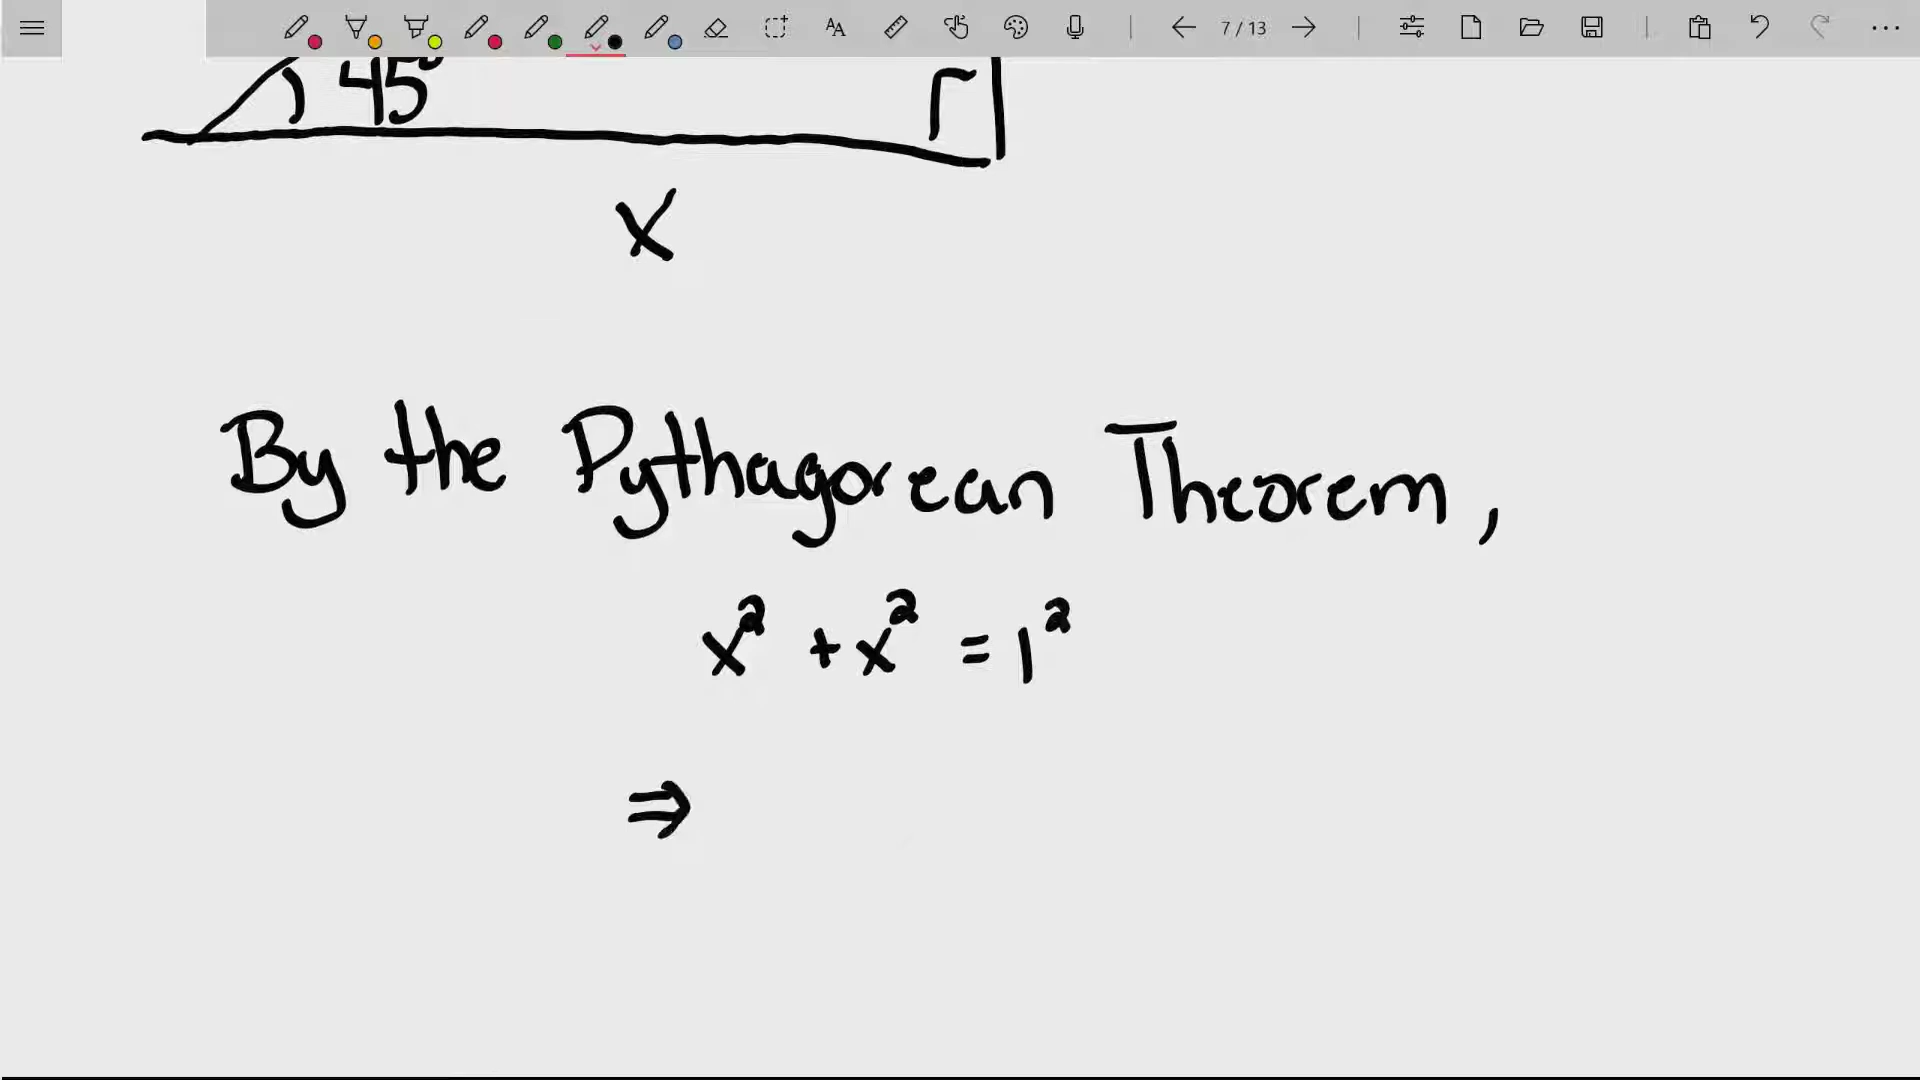 7 / 13
45°
x
By the Pythagorean Theorem,
x² + x² = 1²
⇒